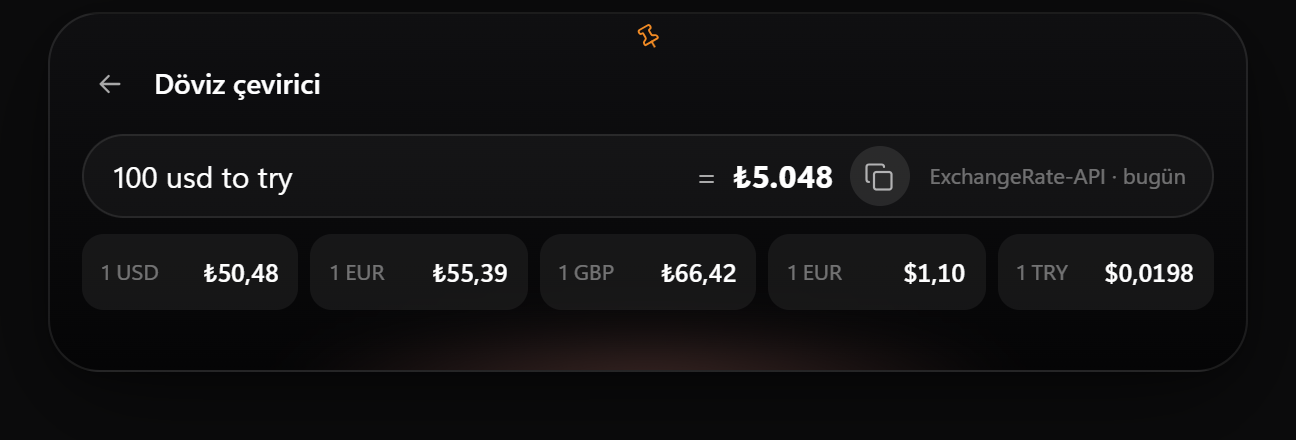 Döviz çevirici
100 usd to try = ₺5.048 ExchangeRate-API · bugün
1 USD ₺50,48 1 EUR ₺55,39 1 GBP ₺66,42 1 EUR $1,10 1 TRY $0,0198